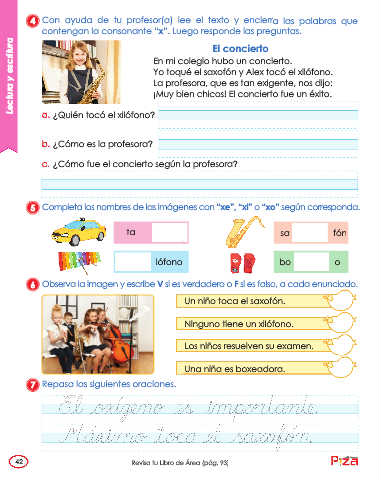 Lectura y escritura
4 Con ayuda de tu profesor(a) lee el texto y encierra las palabras que
contengan la consonante "x". Luego responde las preguntas.
El concierto
En mi colegio hubo un concierto.
Yo toqué el saxofón y Alex tocó el xilófono.
La profesora, que es tan exigente, nos dijo:
¡Muy bien chicos! El concierto fue un éxito.
a. ¿Quién tocó el xilófono?
b. ¿Cómo es la profesora?
c. ¿Cómo fue el concierto según la profesora?
5 Completa los nombres de las imágenes con "xe", "xi" o "xo" según corresponda.
ta
sa fón
lófono
bo o
6 Observa la imagen y escribe V si es verdadero o F si es falso, a cada enunciado.
Un niño toca el saxofón.
Ninguno tiene un xilófono.
Los niños resuelven su examen.
Una niña es boxeadora.
7 Repasa las siguientes oraciones.
El oxígeno es importante.
Máximo toca el saxofón.
42
Revisa tu Libro de Área (pág. 93)